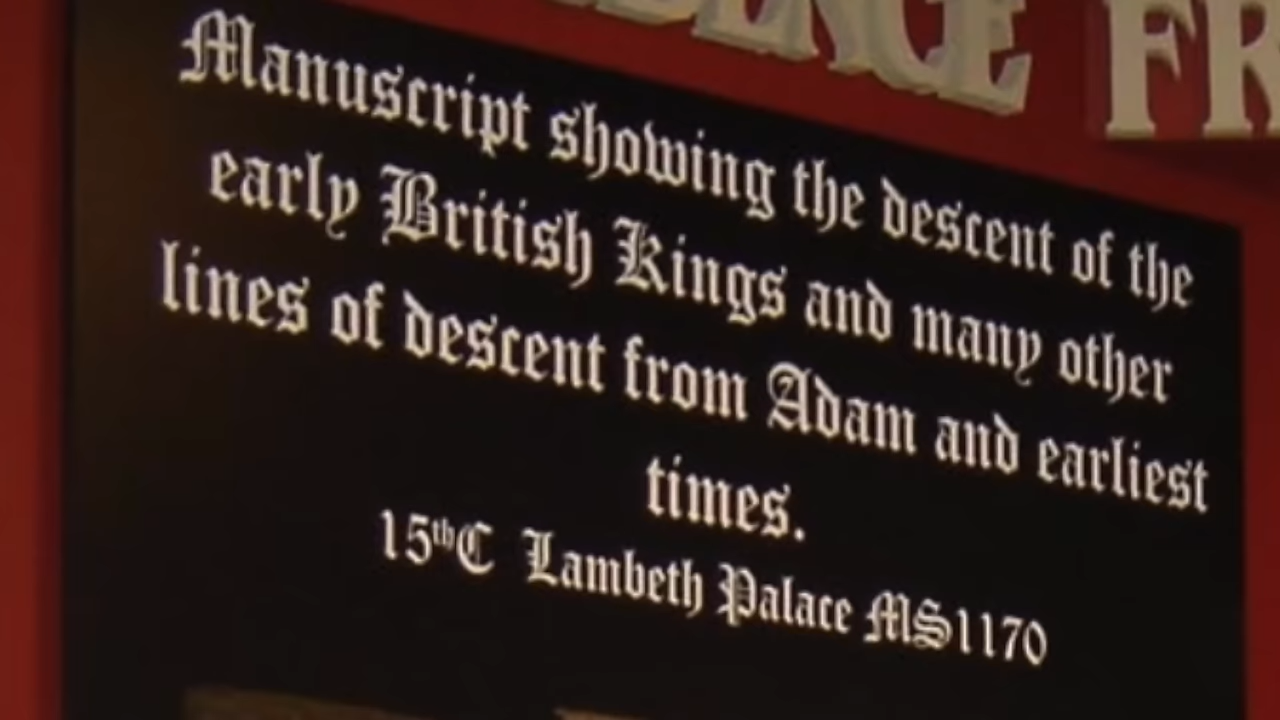 FR
Manuscript showing the descent of the
early British Kings and many other
lines of descent from Adam and earliest
times.
15thC Lambeth Palace MS1170